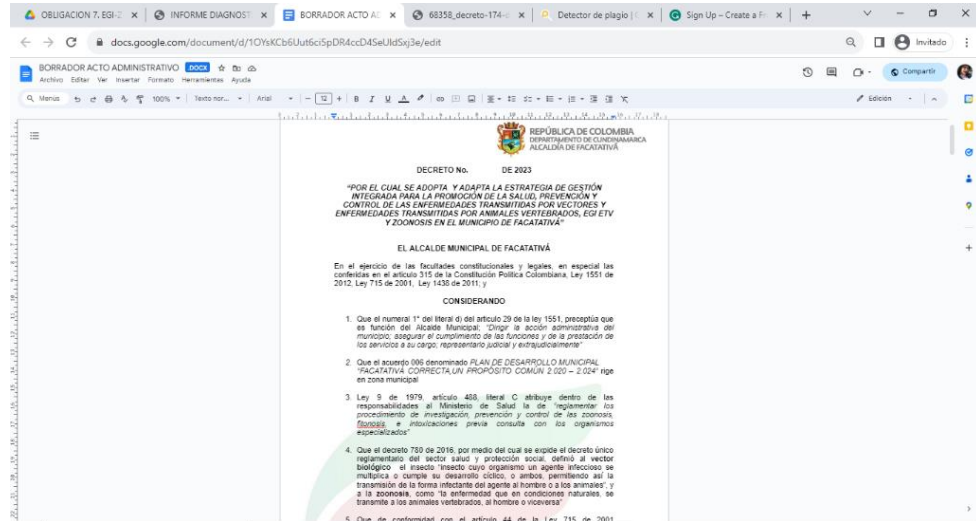 OBLIGACION 7. EGI-
INFORME DIAGNOST
BORRADOR ACTO A
68358_decreto-174-
Detector de plagio |
Sign Up – Create a Fr
docs.google.com/document/d/
Invitado
BORRADOR ACTO ADMINISTRATIVO .DOCX
Archivo Editar Ver Insertar Formato Herramientas Ayuda
Compartir
Menús 100% Texto nor... Arial 12 B I U A Edición
REPÚBLICA DE COLOMBIA
DEPARTAMENTO DE CUNDINAMARCA
ALCALDÍA DE FACATATIVÁ
DECRETO No. DE 2023
"POR EL CUAL SE ADOPTA Y ADAPTA LA ESTRATEGIA DE GESTIÓN
INTEGRADA PARA LA PROMOCIÓN DE LA SALUD, PREVENCIÓN Y
CONTROL DE LAS ENFERMEDADES TRANSMITIDAS POR VECTORES Y
ENFERMEDADES TRANSMITIDAS POR ANIMALES VERTEBRADOS, EGI ETV
Y ZOONOSIS EN EL MUNICIPIO DE FACATATIVÁ"
EL ALCALDE MUNICIPAL DE FACATATIVÁ
En el ejercicio de las facultades constitucionales y legales, en especial las
conferidas en el artículo 315 de la Constitución Política Colombiana, Ley 1551 de
2012, Ley 715 de 2001, Ley 1438 de 2011; y
CONSIDERANDO
1. Que el numeral 1° del literal d) del artículo 29 de la ley 1551, preceptúa que
es función del Alcalde Municipal; "Dirigir la acción administrativa del
municipio; asegurar el cumplimiento de las funciones y de la prestación de
los servicios a su cargo; representarlo judicial y extrajudicialmente"
2. Que el acuerdo 006 denominado PLAN DE DESARROLLO MUNICIPAL
"FACATATIVÁ CORRECTA,UN PROPÓSITO COMÚN 2.020 – 2.024" rige
en zona municipal
3. Ley 9 de 1979, artículo 488, literal C atribuye dentro de las
responsabilidades al Ministerio de Salud la de "reglamentar los
procedimiento de investigación, prevención y control de las zoonosis,
fitonosis, e intoxicaciones previa consulta con los organismos
especializados"
4. Que el decreto 780 de 2016, por medio del cual se expide el decreto único
reglamentario del sector salud y protección social, definió al vector
biológico el insecto "insecto cuyo organismo un agente infeccioso se
multiplica o cumple su desarrollo cíclico, o ambos, permitiendo así la
transmisión de la forma infectante del agente al hombre o a los animales", y
a la zoonosis, como "la enfermedad que en condiciones naturales, se
transmite a los animales vertebrados, al hombre o viceversa"
5. Que de conformidad con el artículo 44 de la Ley 715 de 2001